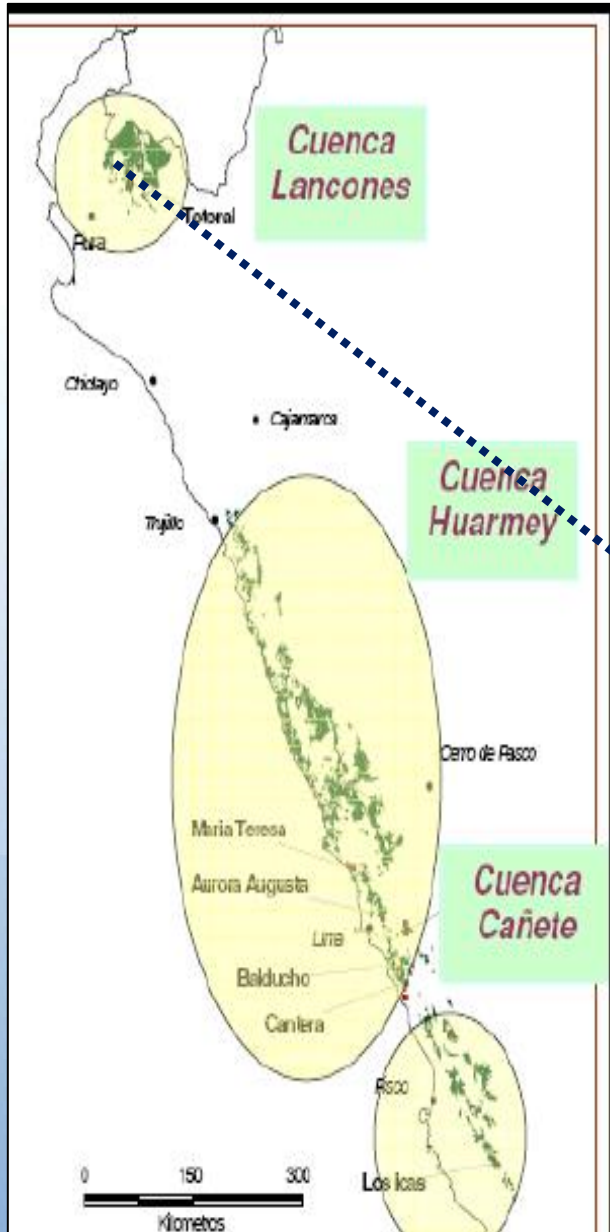 Cuenca
Lancones
Totoral
Piura
Chiclayo
Cajamarca
Cuenca
Huarmey
Trujillo
Cerro de Pasco
Maria Teresa
Cuenca
Cañete
Aurora Augusta
Lima
Balducho
Cantera
Pisco
Los Icas
0 150 300
Kilometros